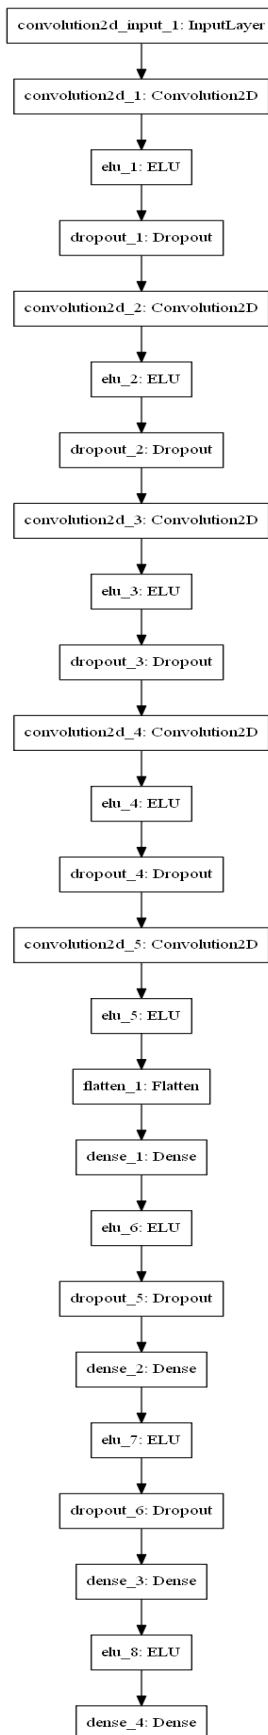 convolution2d_input_1: InputLayer
convolution2d_1: Convolution2D
elu_1: ELU
dropout_1: Dropout
convolution2d_2: Convolution2D
elu_2: ELU
dropout_2: Dropout
convolution2d_3: Convolution2D
elu_3: ELU
dropout_3: Dropout
convolution2d_4: Convolution2D
elu_4: ELU
dropout_4: Dropout
convolution2d_5: Convolution2D
elu_5: ELU
flatten_1: Flatten
dense_1: Dense
elu_6: ELU
dropout_5: Dropout
dense_2: Dense
elu_7: ELU
dropout_6: Dropout
dense_3: Dense
elu_8: ELU
dense_4: Dense